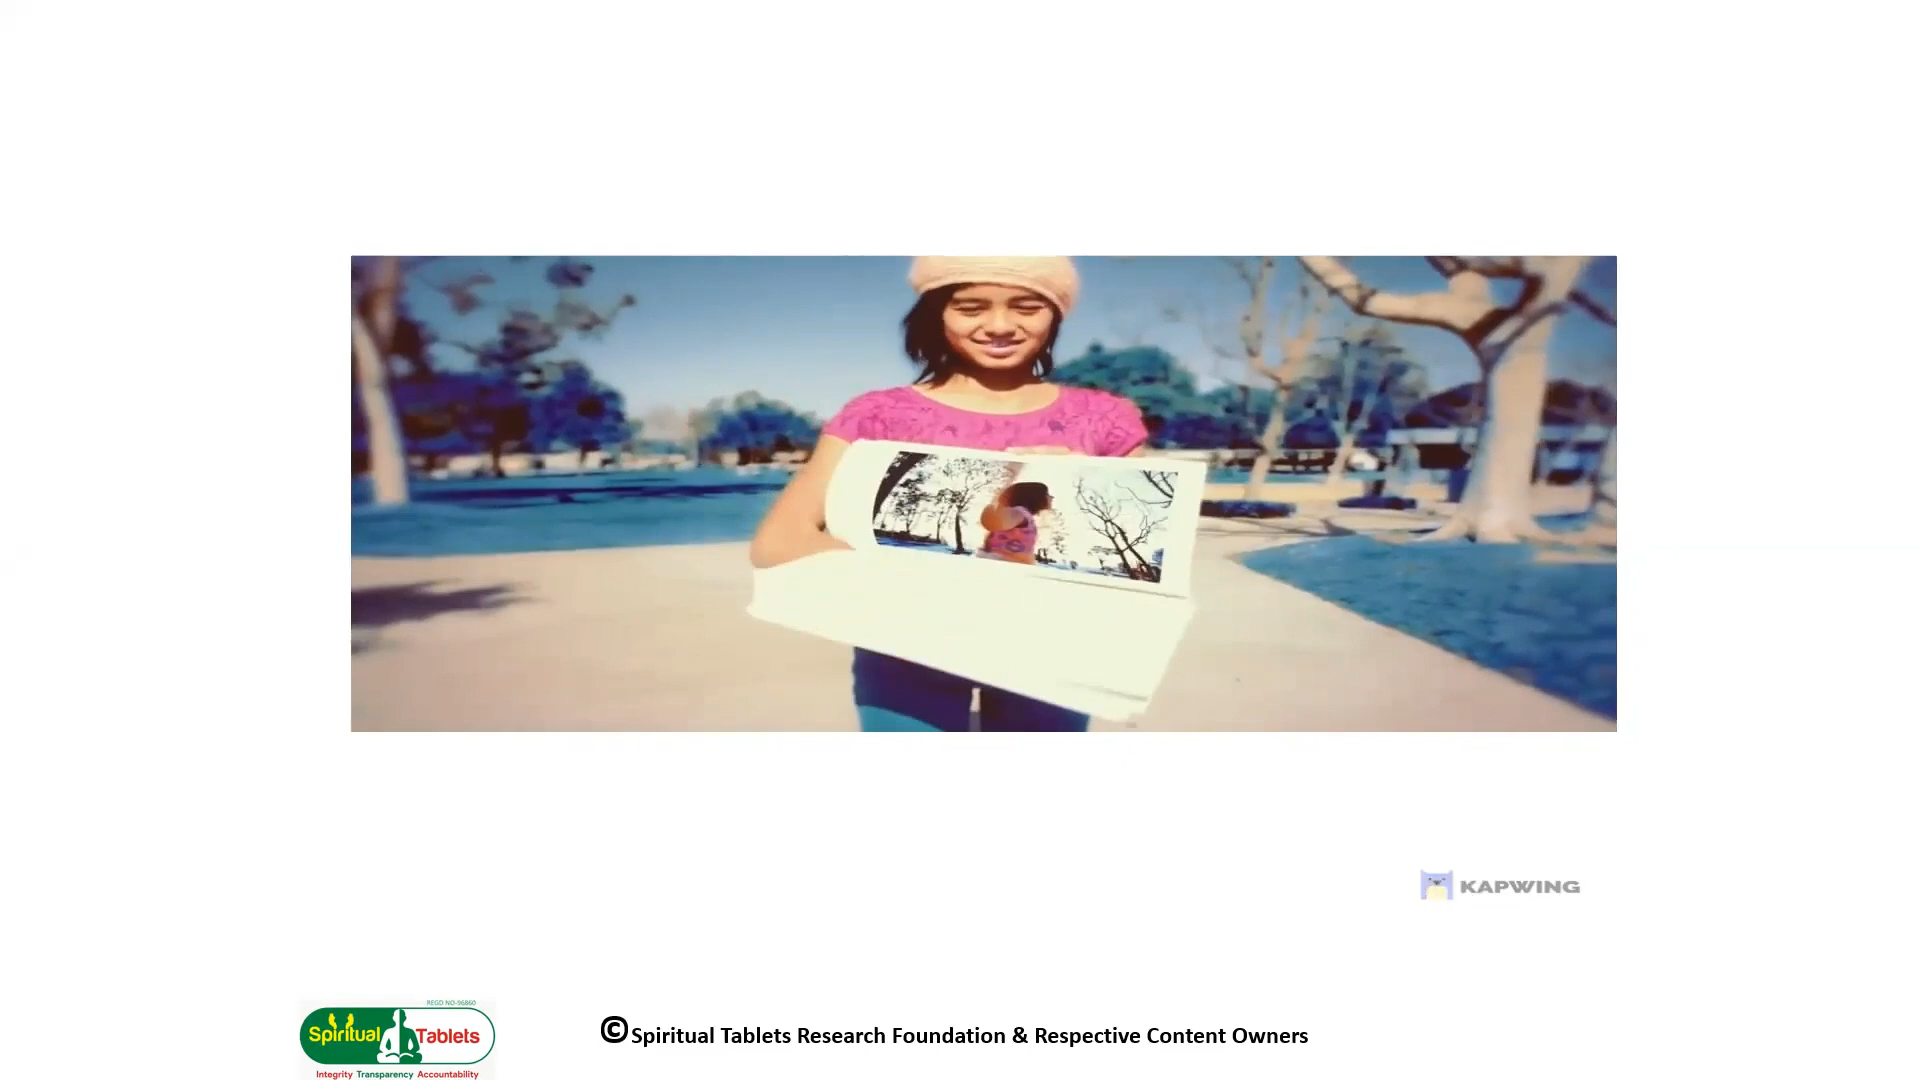 KAPWING
REGD NO-96860
Spiritual Tablets
Integrity Transparency Accountability
©Spiritual Tablets Research Foundation & Respective Content Owners